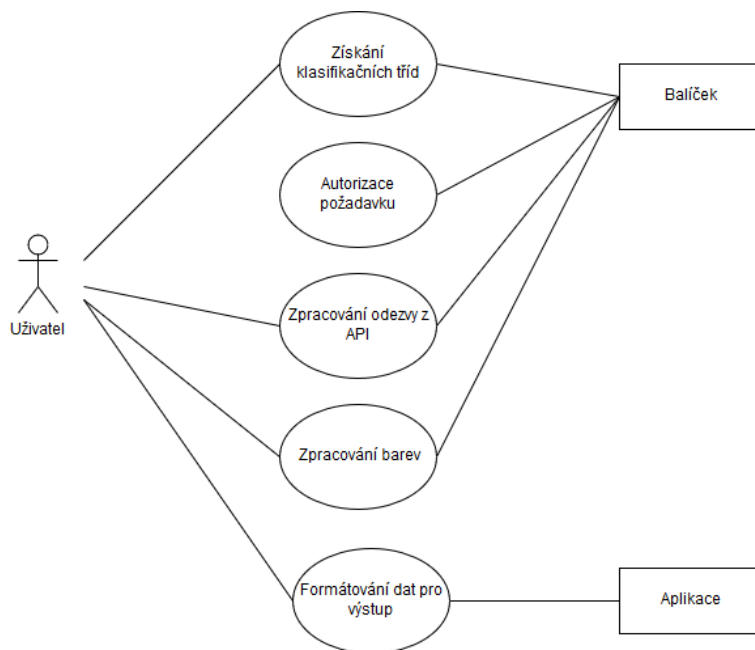 Získání
klasifikačních tříd
Balíček
Autorizace
požadavku
Uživatel
Zpracování odezvy z
API
Zpracování barev
Formátování dat pro
výstup
Aplikace